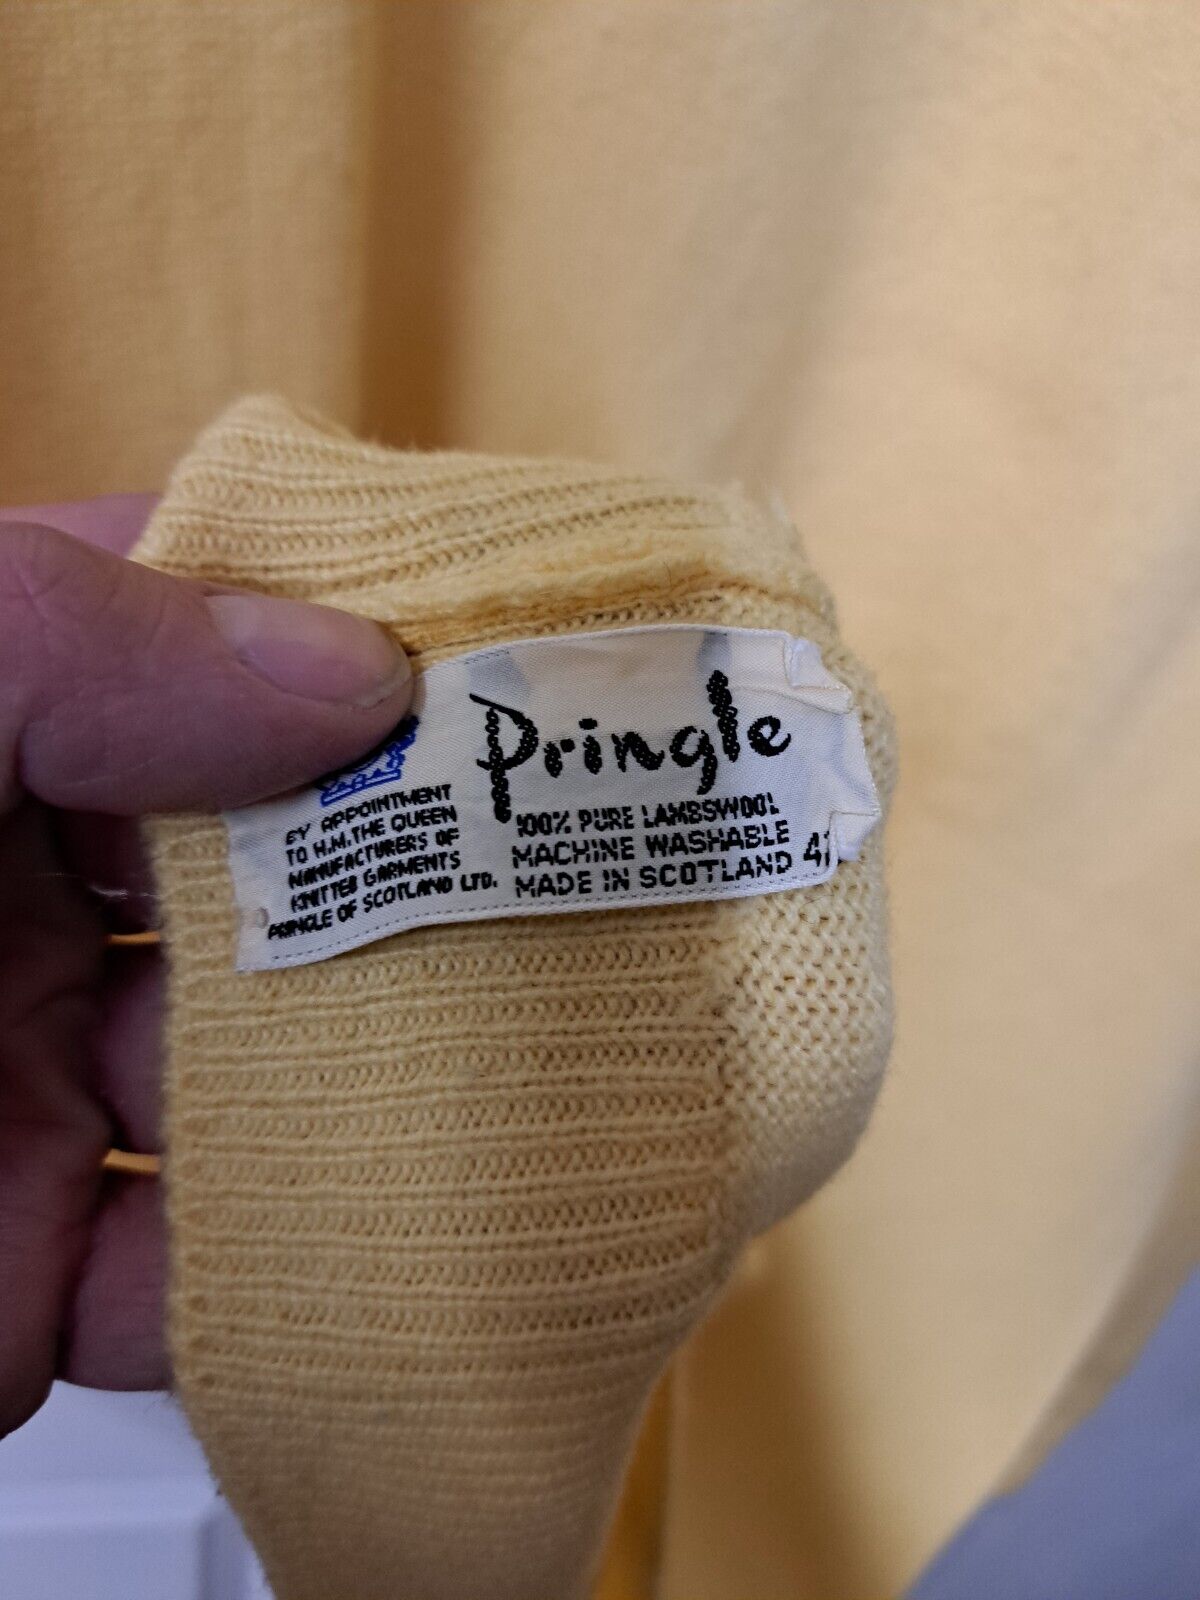 Pringle
BY APPOINTMENT
TO H.M. THE QUEEN
MANUFACTURERS OF
KNITTED GARMENTS
PRINGLE OF SCOTLAND LTD.
100% PURE LAMBSWOOL
MACHINE WASHABLE
MADE IN SCOTLAND